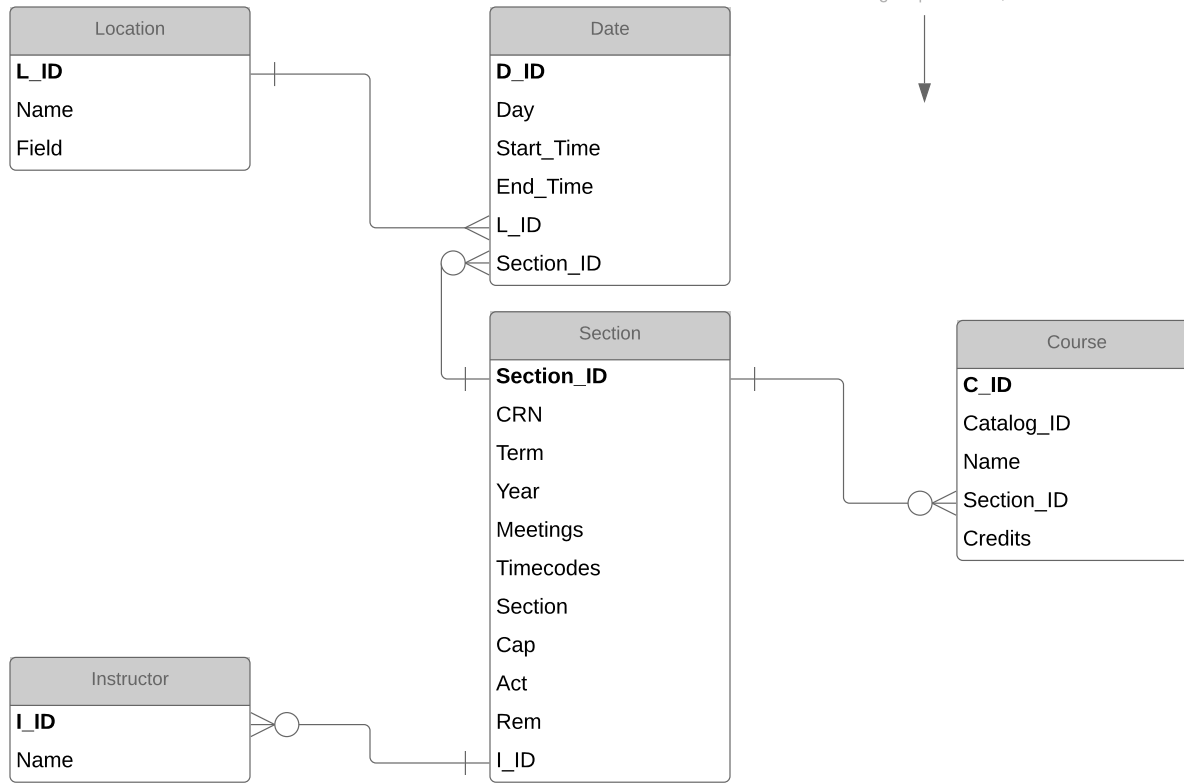 Location
L_ID
Name
Field
Date
D_ID
Day
Start_Time
End_Time
L_ID
Section_ID
Section
Section_ID
CRN
Term
Year
Meetings
Timecodes
Section
Cap
Act
Rem
I_ID
Course
C_ID
Catalog_ID
Name
Section_ID
Credits
Instructor
I_ID
Name